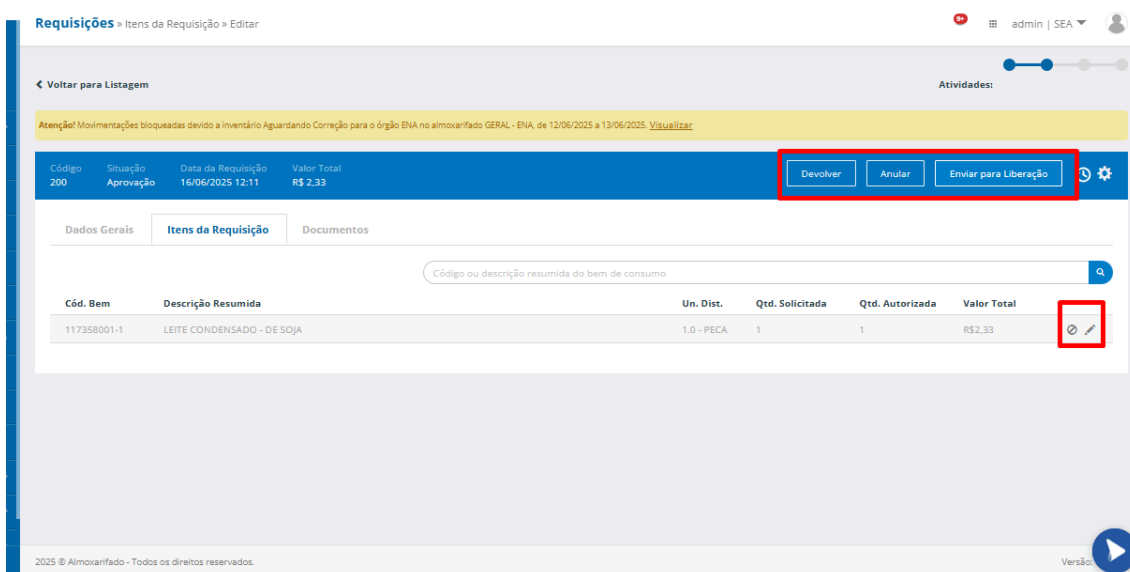 Requisições » Itens da Requisição » Editar
9+ admin | SEA
Voltar para Listagem
Atividades:
Atenção! Movimentações bloqueadas devido a inventário Aguardando Correção para o órgão ENA no almoxarifado GERAL - ENA, de 12/06/2025 a 13/06/2025. Visualizar
Código Situação Data da Requisição Valor Total
200 Aprovação 16/06/2025 12:11 R$ 2,33
Devolver Anular Enviar para Liberação
Dados Gerais Itens da Requisição Documentos
Código ou descrição resumida do bem de consumo
Cód. Bem Descrição Resumida Un. Dist. Qtd. Solicitada Qtd. Autorizada Valor Total
117358001-1 LEITE CONDENSADO - DE SOJA 1.0 - PECA 1 1 R$2,33
2025 © Almoxarifado - Todos os direitos reservados. Versão: